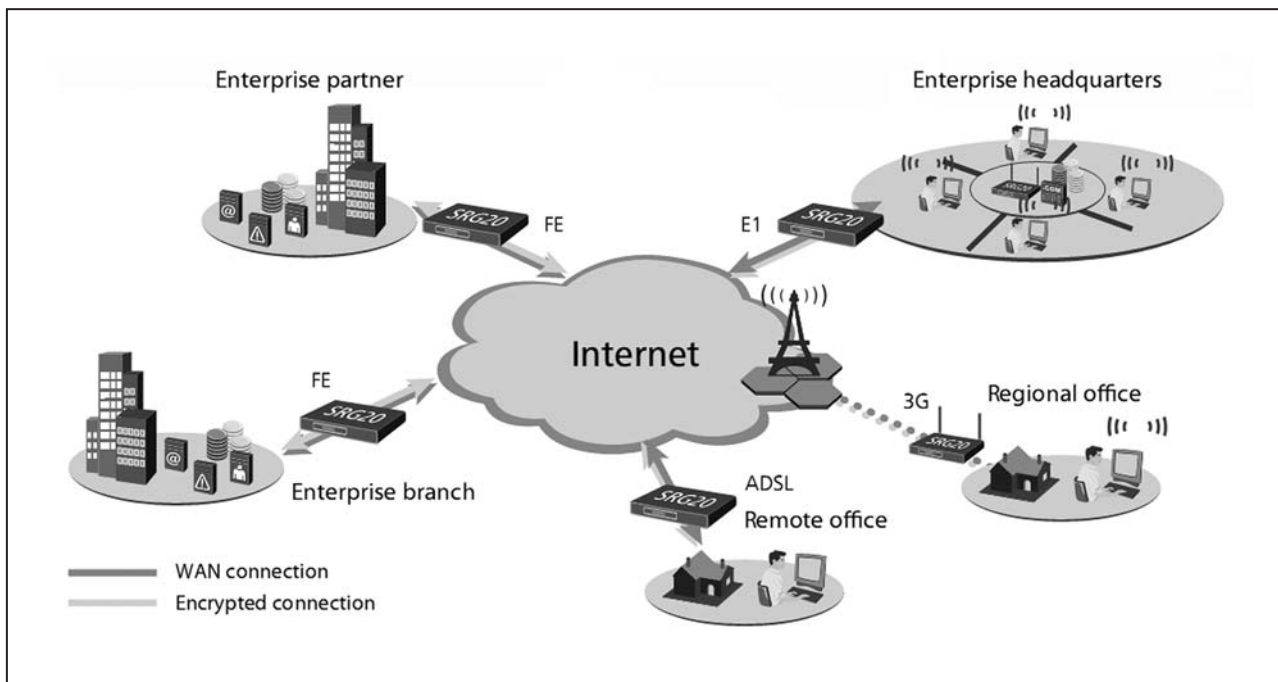 Enterprise partner
Enterprise headquarters
SRG20
FE
E1
SRG20
SRG20
.COM
@
Internet
FE
SRG20
3G
Regional office
SRG20
@
Enterprise branch
ADSL
SRG20
Remote office
WAN connection
Encrypted connection